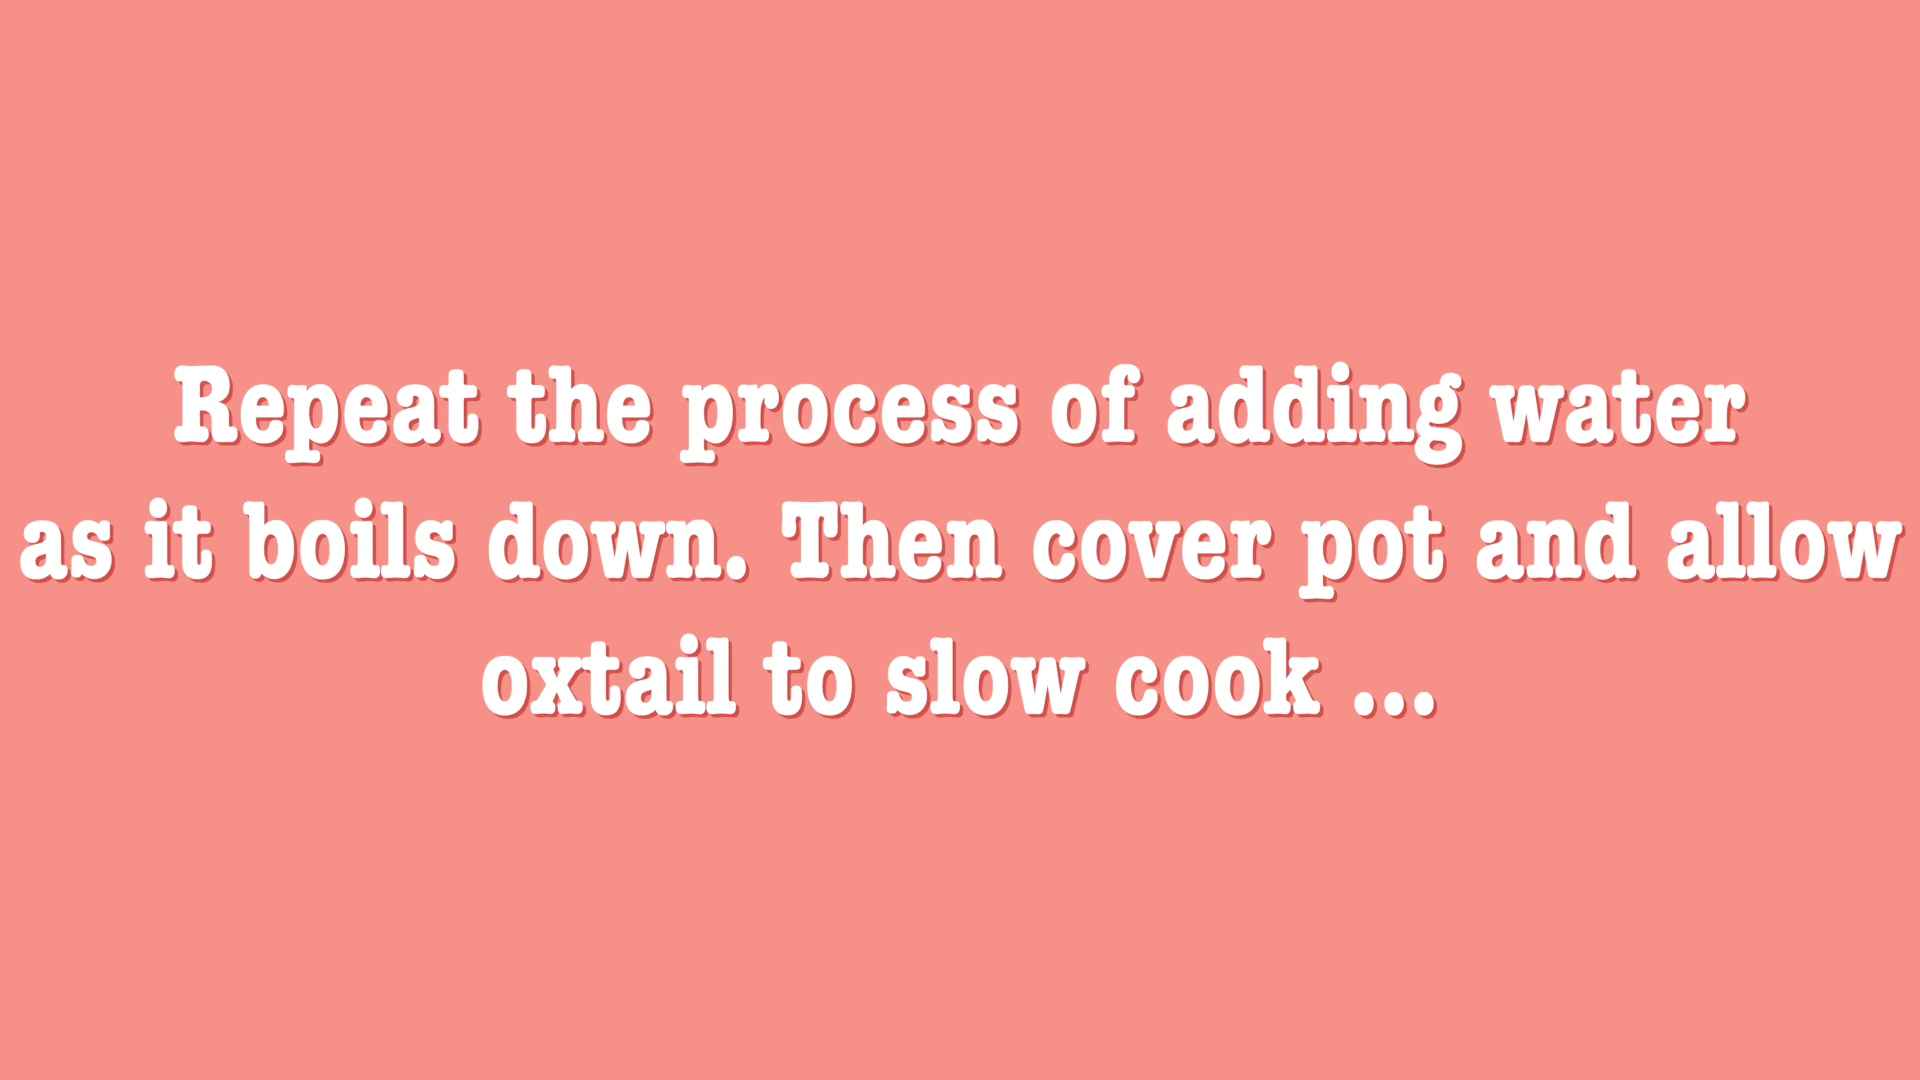 Repeat the process of adding water
as it boils down. Then cover pot and allow
oxtail to slow cook ...